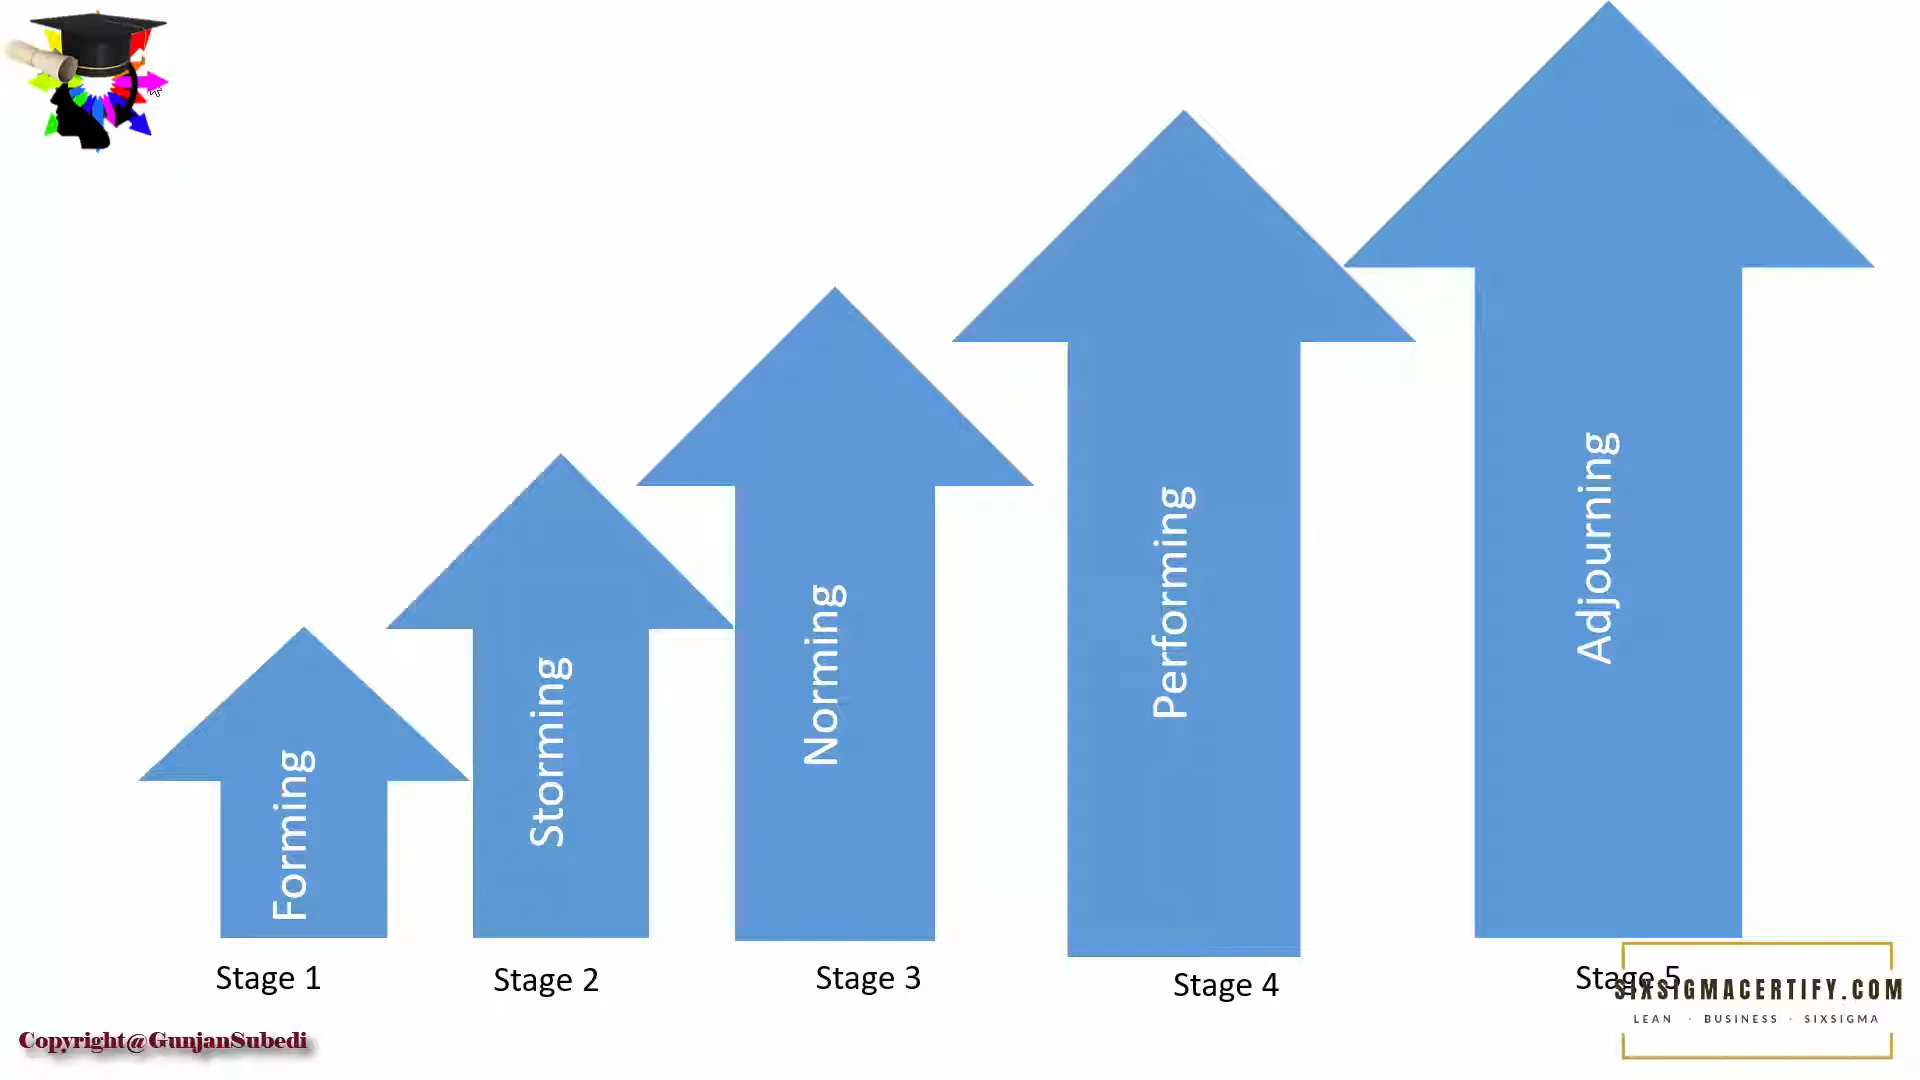 Forming
Storming
Norming
Performing
Adjourning
Stage 1
Stage 2
Stage 3
Stage 4
Stage 5
SIXSIGMACERTIFY.COM
LEAN · BUSINESS · SIXSIGMA
Copyright@GunjanSubedi